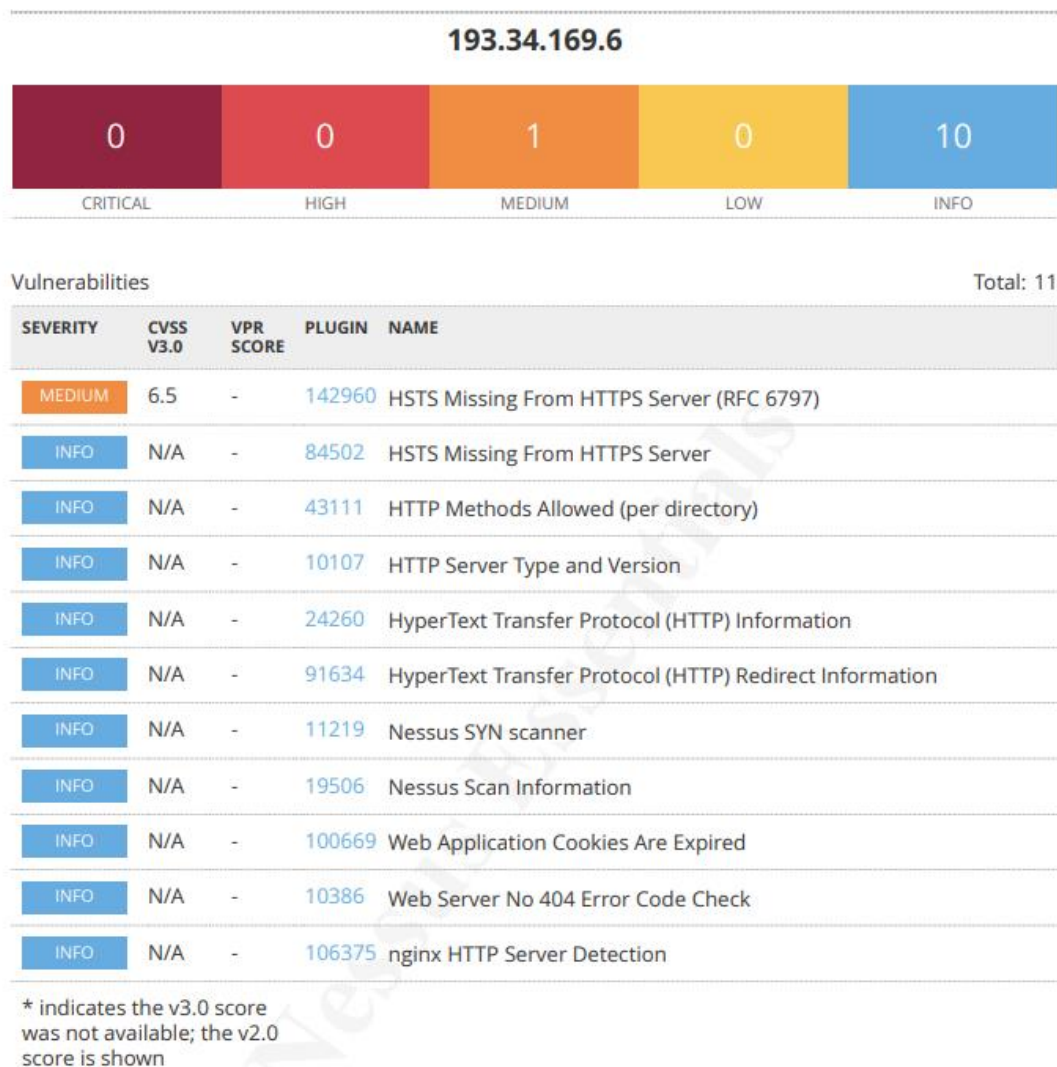 193.34.169.6
0 0 1 0 10
CRITICAL HIGH MEDIUM LOW INFO
Vulnerabilities Total: 11
SEVERITY CVSS V3.0 VPR SCORE PLUGIN NAME
MEDIUM 6.5 - 142960 HSTS Missing From HTTPS Server (RFC 6797)
INFO N/A - 84502 HSTS Missing From HTTPS Server
INFO N/A - 43111 HTTP Methods Allowed (per directory)
INFO N/A - 10107 HTTP Server Type and Version
INFO N/A - 24260 HyperText Transfer Protocol (HTTP) Information
INFO N/A - 91634 HyperText Transfer Protocol (HTTP) Redirect Information
INFO N/A - 11219 Nessus SYN scanner
INFO N/A - 19506 Nessus Scan Information
INFO N/A - 100669 Web Application Cookies Are Expired
INFO N/A - 10386 Web Server No 404 Error Code Check
INFO N/A - 106375 nginx HTTP Server Detection
* indicates the v3.0 score
was not available; the v2.0
score is shown
Nessus Essentials